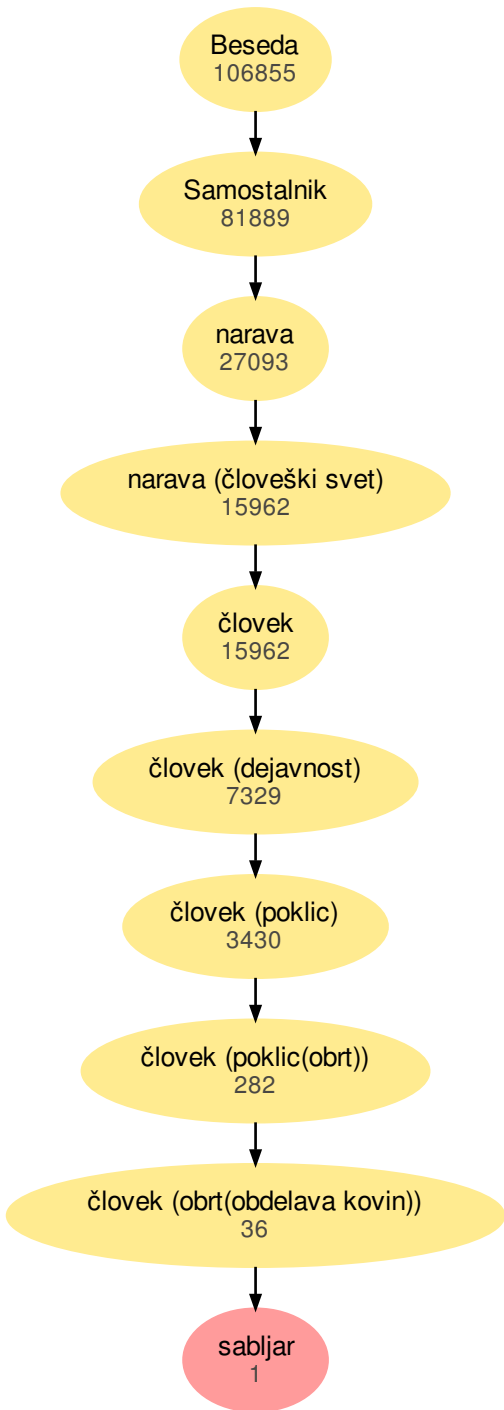 Beseda
106855
Samostalnik
81889
narava
27093
narava (človeški svet)
15962
človek
15962
človek (dejavnost)
7329
človek (poklic)
3430
človek (poklic(obrt))
282
človek (obrt(obdelava kovin))
36
sabljar
1